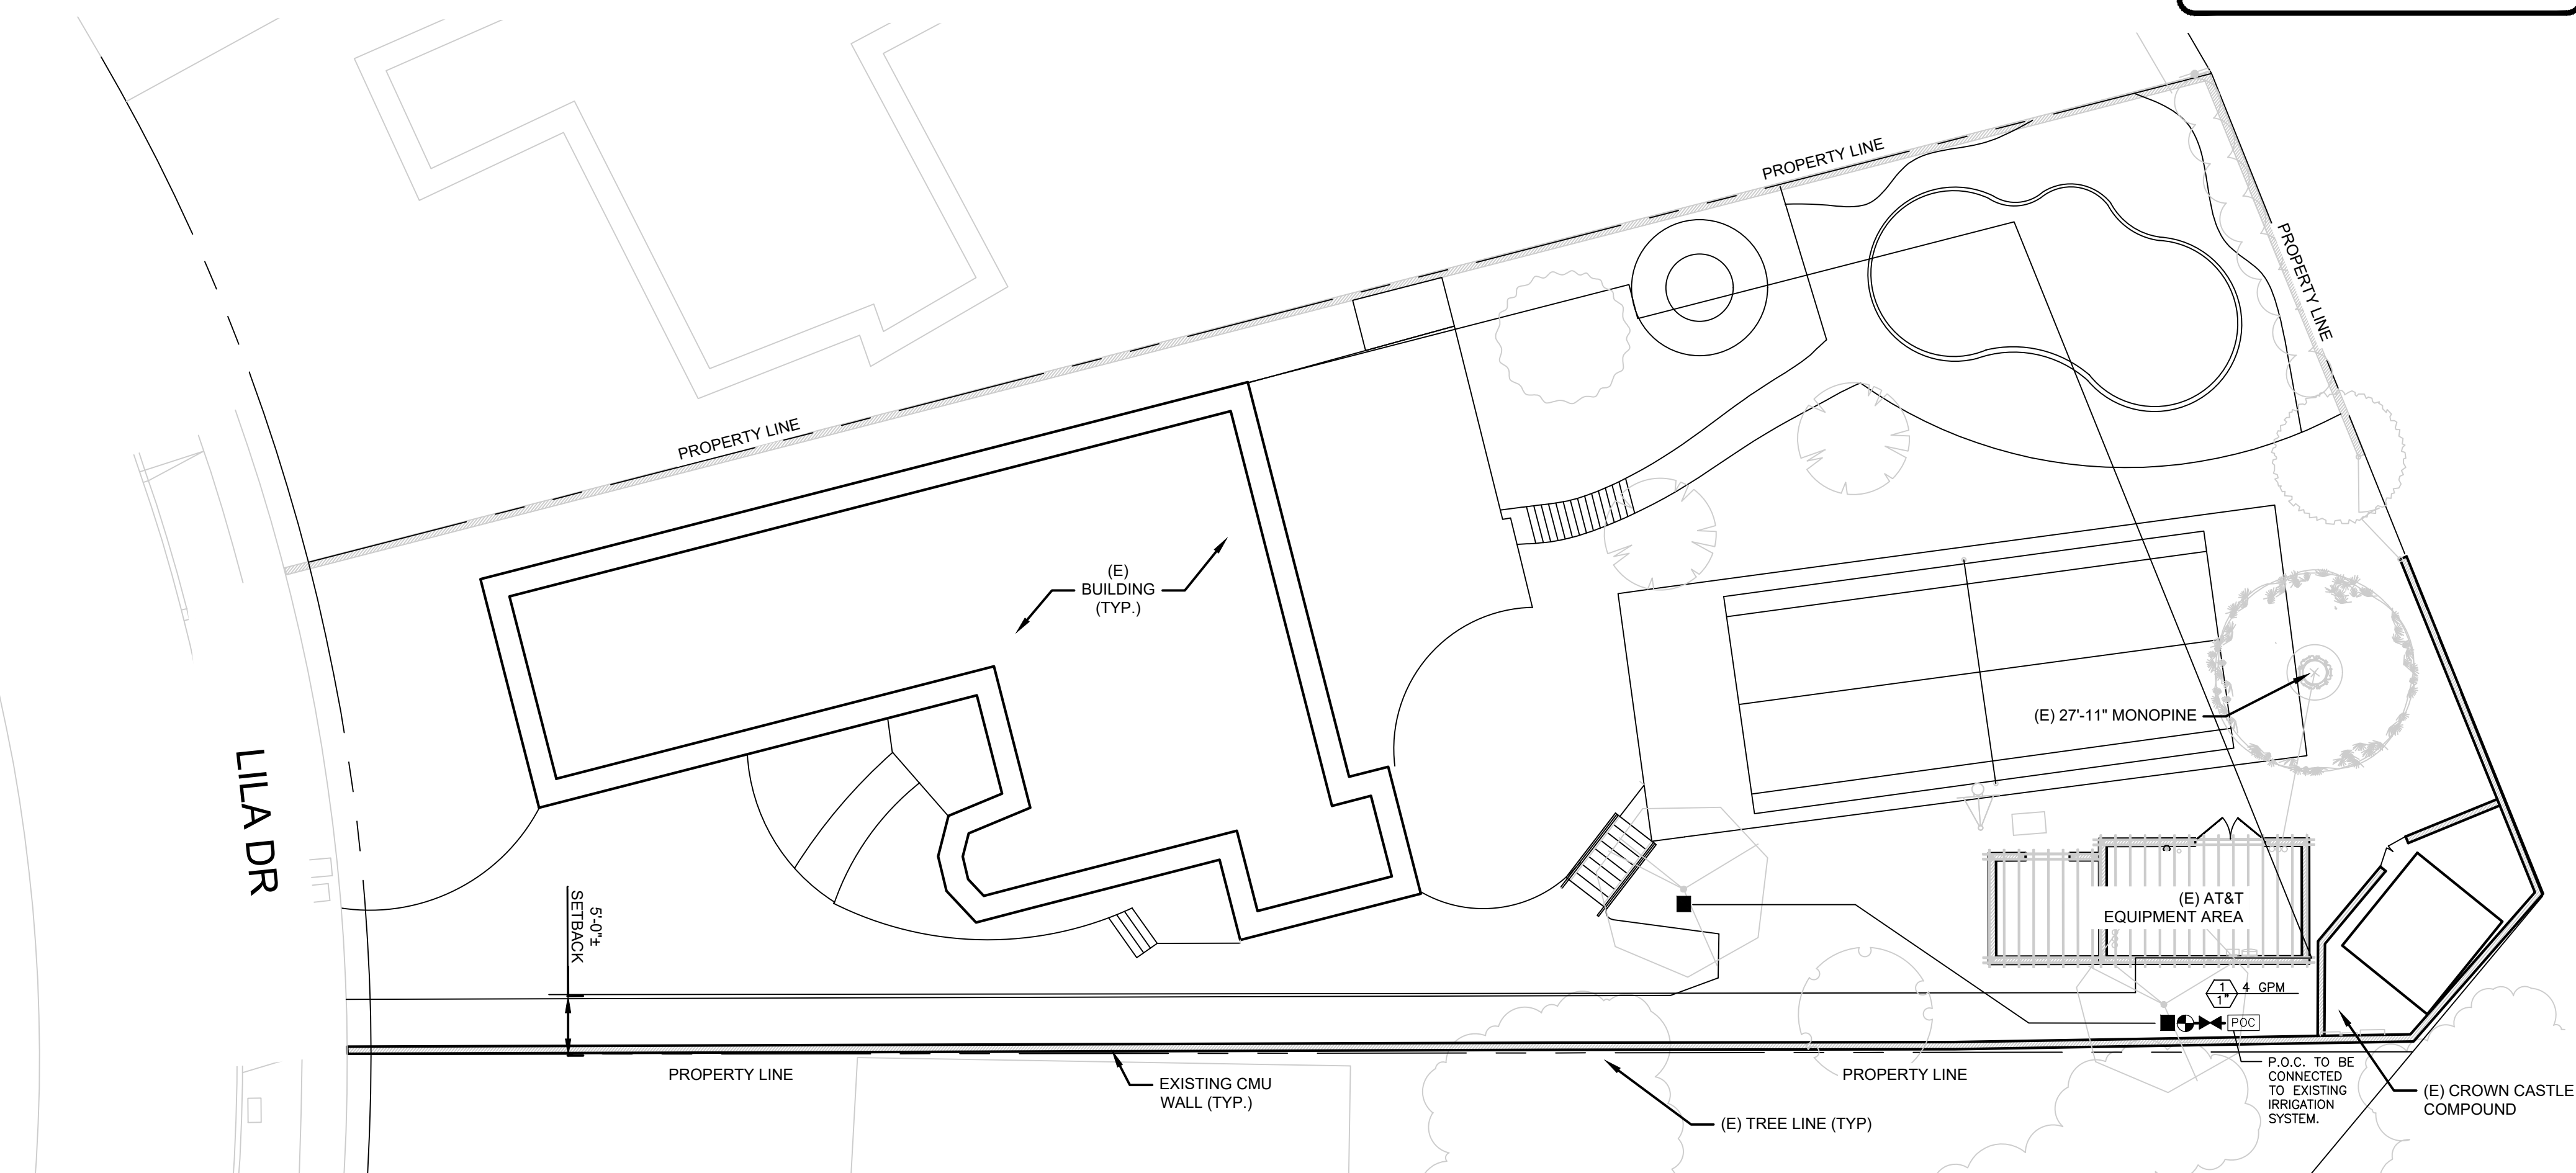 PROPERTY LINE
PROPERTY LINE
PROPERTY LINE
(E)
BUILDING
(TYP.)
(E) 27'-11" MONOPINE
LILA DR
5'-0"±
SETBACK
(E) AT&T
EQUIPMENT AREA
1 4 GPM
1"
POC
P.O.C. TO BE
CONNECTED
TO EXISTING
IRRIGATION
SYSTEM.
PROPERTY LINE
EXISTING CMU
WALL (TYP.)
PROPERTY LINE
(E) TREE LINE (TYP)
(E) CROWN CASTLE
COMPOUND